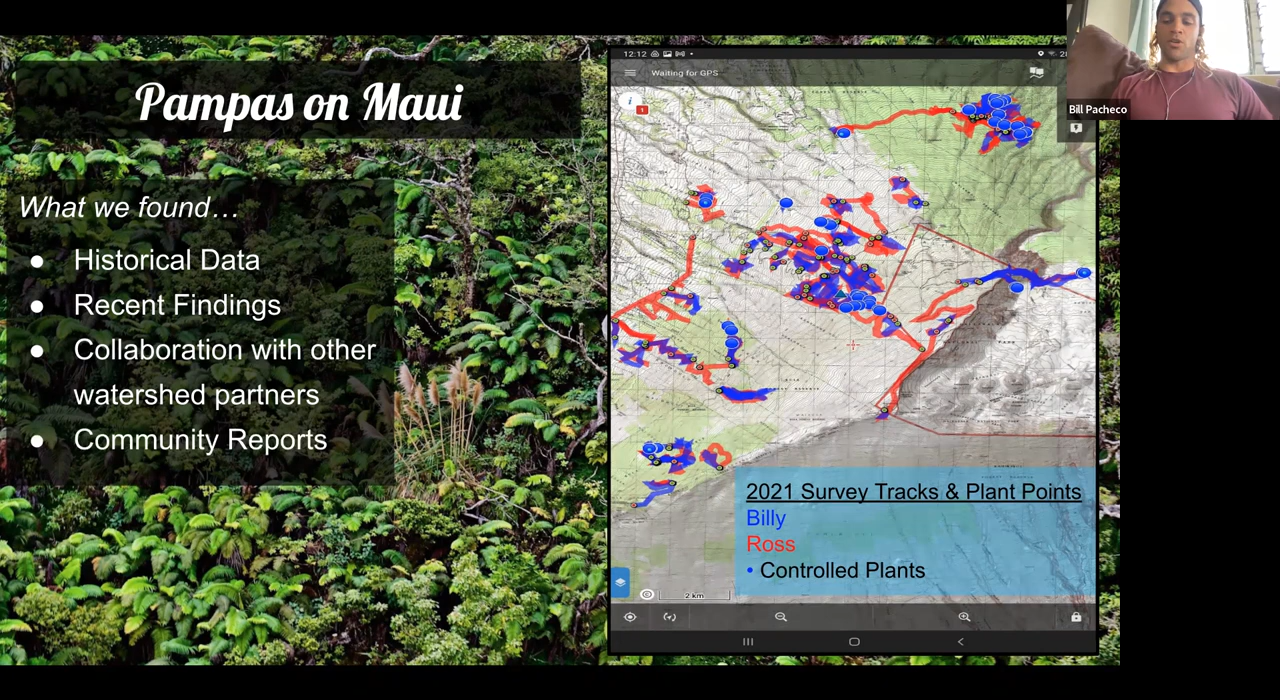 Pampas on Maui
What we found…
● Historical Data
● Recent Findings
● Collaboration with other
watershed partners
● Community Reports
12:12
Waiting for GPS
1
2021 Survey Tracks & Plant Points
Billy
Ross
• Controlled Plants
2 km
Bill Pacheco